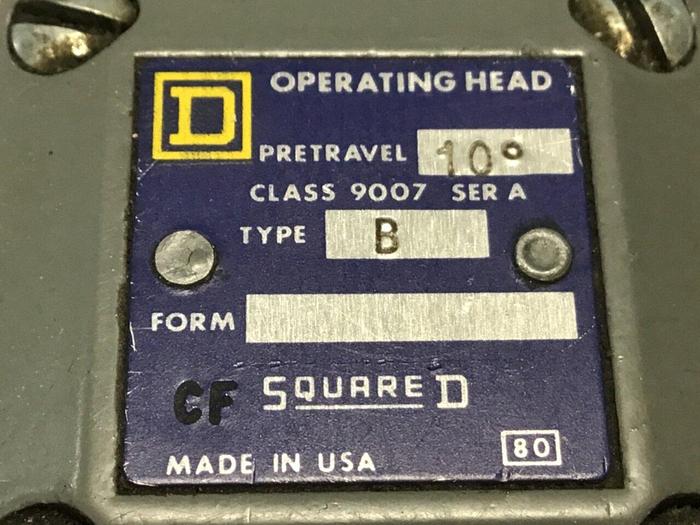 OPERATING HEAD
D
PRETRAVEL 10°
CLASS 9007 SER A
TYPE B
FORM
CF SQUARE D
MADE IN USA 80